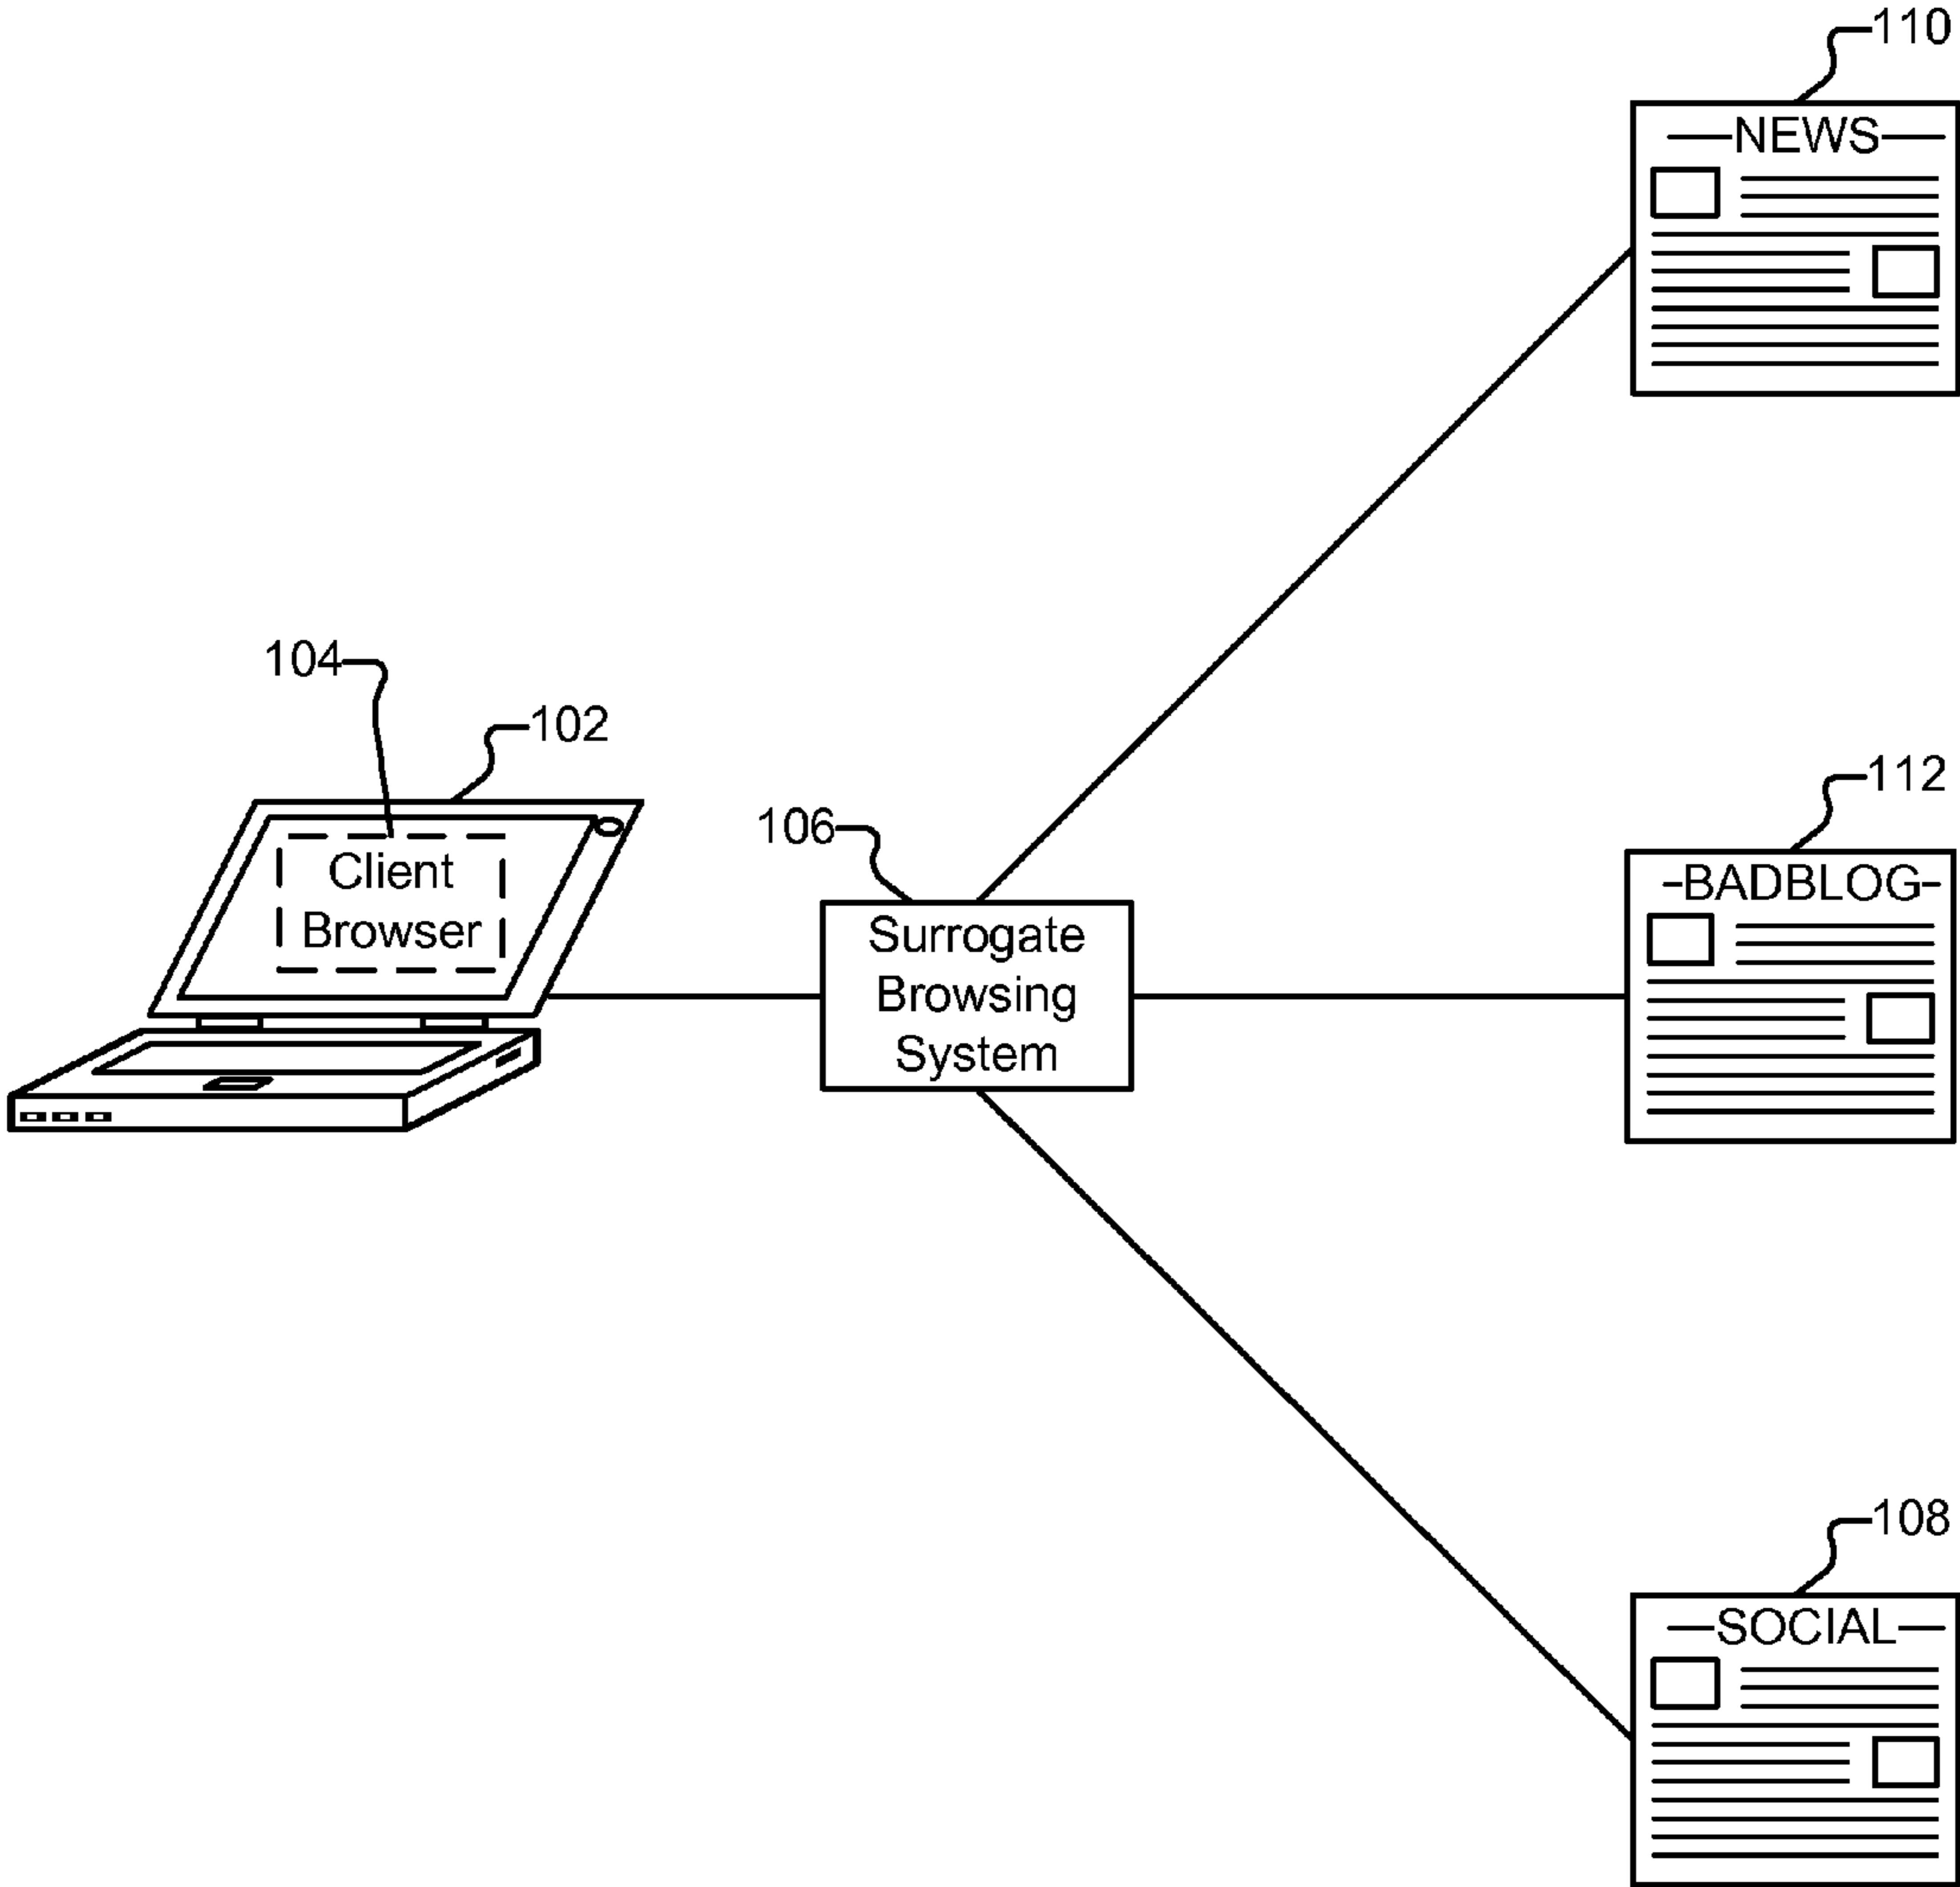 110
NEWS
104
102
Client
Browser
106
Surrogate
Browsing
System
112
BADBLOG
108
SOCIAL